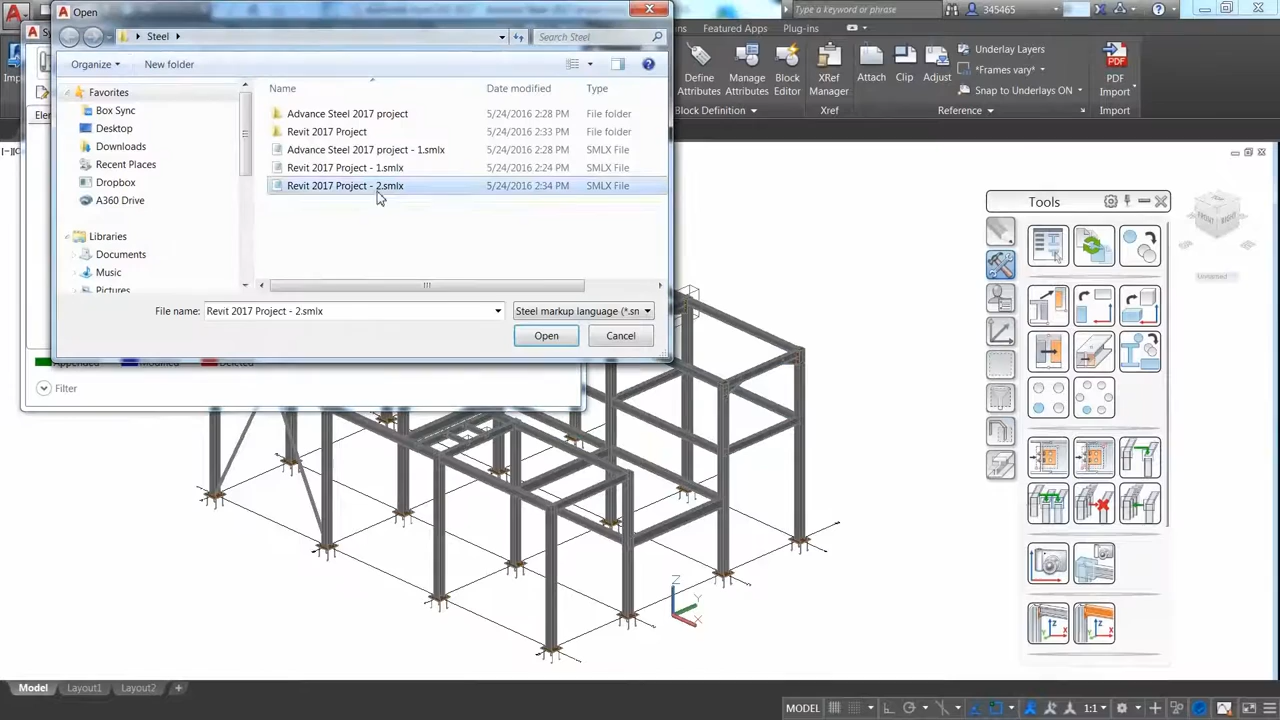 Open
Type a keyword or phrase
345465
Steel
Search Steel
Featured Apps
Plug-ins
Organize
New folder
Define
Attributes
Manage
Attributes
Block
Editor
XRef
Manager
Attach
Clip
Adjust
Underlay Layers
*Frames vary*
Snap to Underlays ON
PDF
Import
Block Definition
Xref
Reference
Import
Favorites
Box Sync
Desktop
Downloads
Recent Places
Dropbox
A360 Drive
Libraries
Documents
Music
Pictures
Name
Date modified
Type
Advance Steel 2017 project 5/24/2016 2:28 PM File folder
Revit 2017 Project 5/24/2016 2:33 PM File folder
Advance Steel 2017 project - 1.smlx 5/24/2016 2:28 PM SMLX File
Revit 2017 Project - 1.smlx 5/24/2016 2:24 PM SMLX File
Revit 2017 Project - 2.smlx 5/24/2016 2:34 PM SMLX File
File name: Revit 2017 Project - 2.smlx
Steel markup language (*.sm
Open
Cancel
Filter
Tools
FRONT
RIGHT
Unnamed
Z
Y
X
Model
Layout1
Layout2
MODEL
1:1